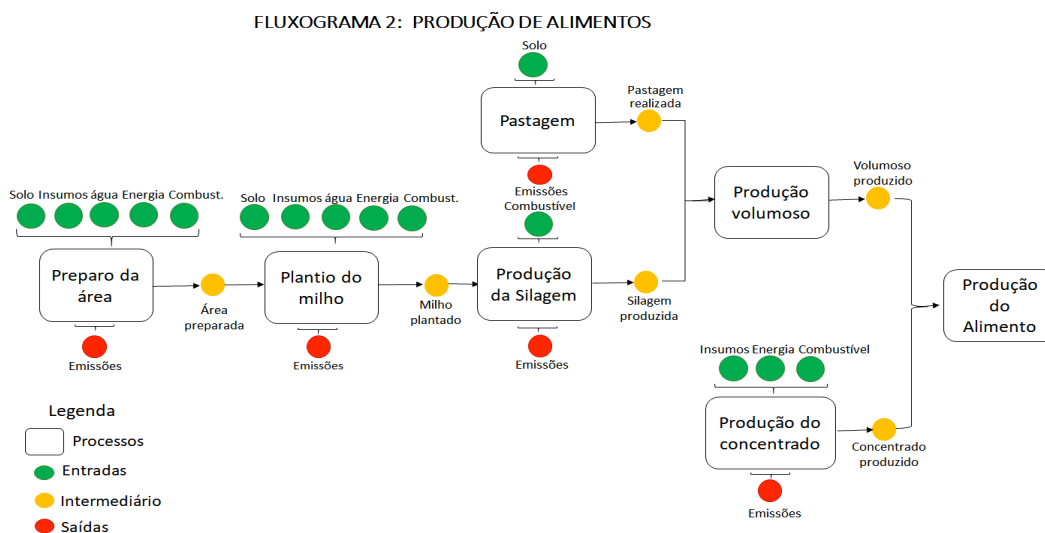 FLUXOGRAMA 2: PRODUÇÃO DE ALIMENTOS
Solo
Pastagem
Pastagem
realizada
Emissões
Combustível
Solo Insumos água Energia Combust.
Preparo da
área
Emissões
Área
preparada
Solo Insumos água Energia Combust.
Plantio do
milho
Emissões
Milho
plantado
Produção
da Silagem
Emissões
Silagem
produzida
Produção
volumoso
Volumoso
produzido
Insumos Energia Combustível
Produção do
concentrado
Emissões
Concentrado
produzido
Produção
do
Alimento
Legenda
Processos
Entradas
Intermediário
Saídas